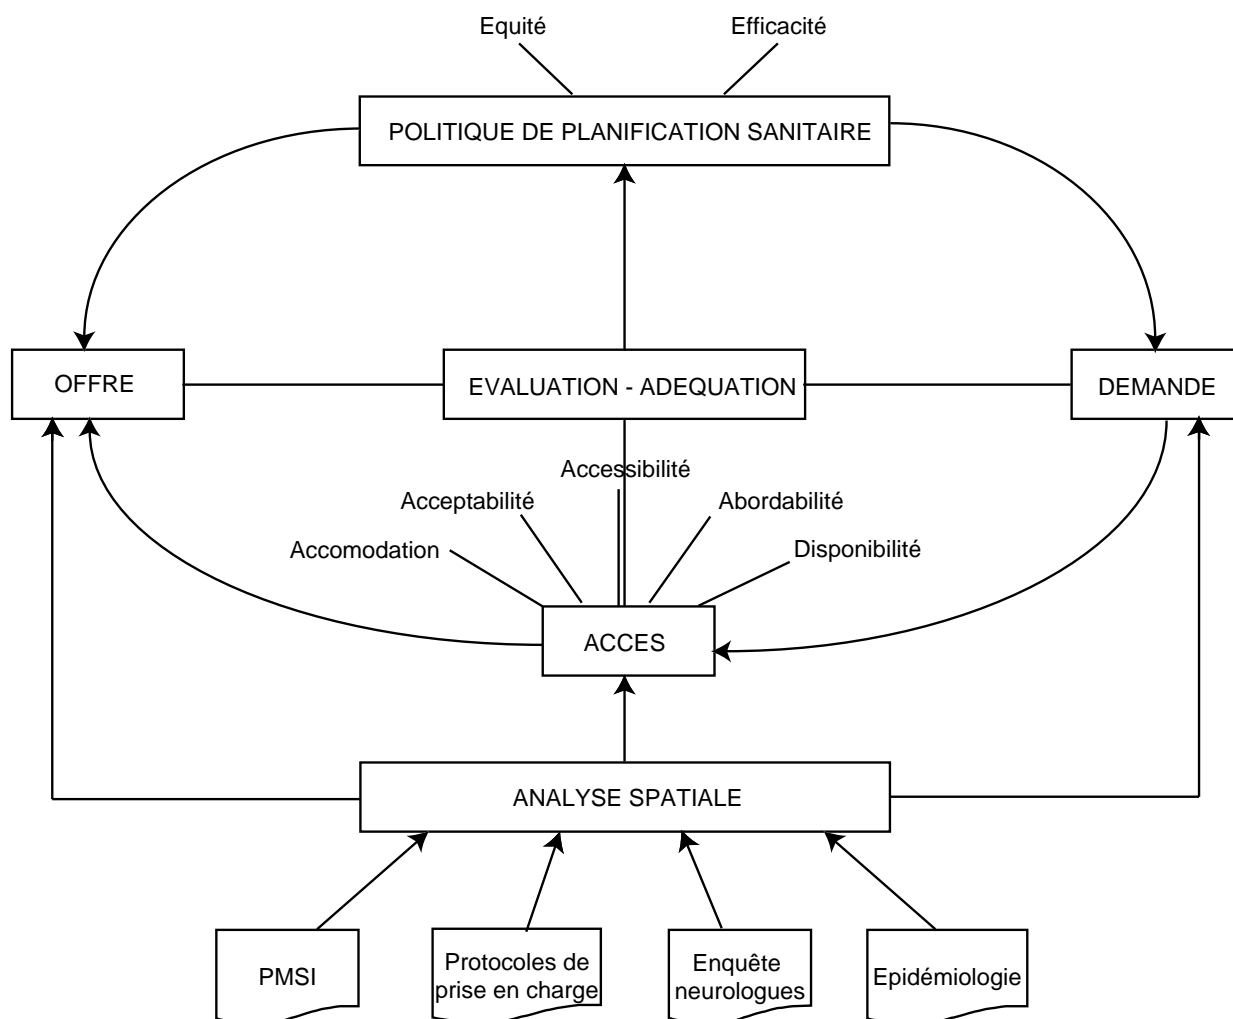 Equité
Efficacité
POLITIQUE DE PLANIFICATION SANITAIRE
OFFRE
EVALUATION - ADEQUATION
DEMANDE
Accessibilité
Acceptabilité
Abordabilité
Accomodation
Disponibilité
ACCES
ANALYSE SPATIALE
PMSI
Protocoles de
prise en charge
Enquête
neurologues
Epidémiologie